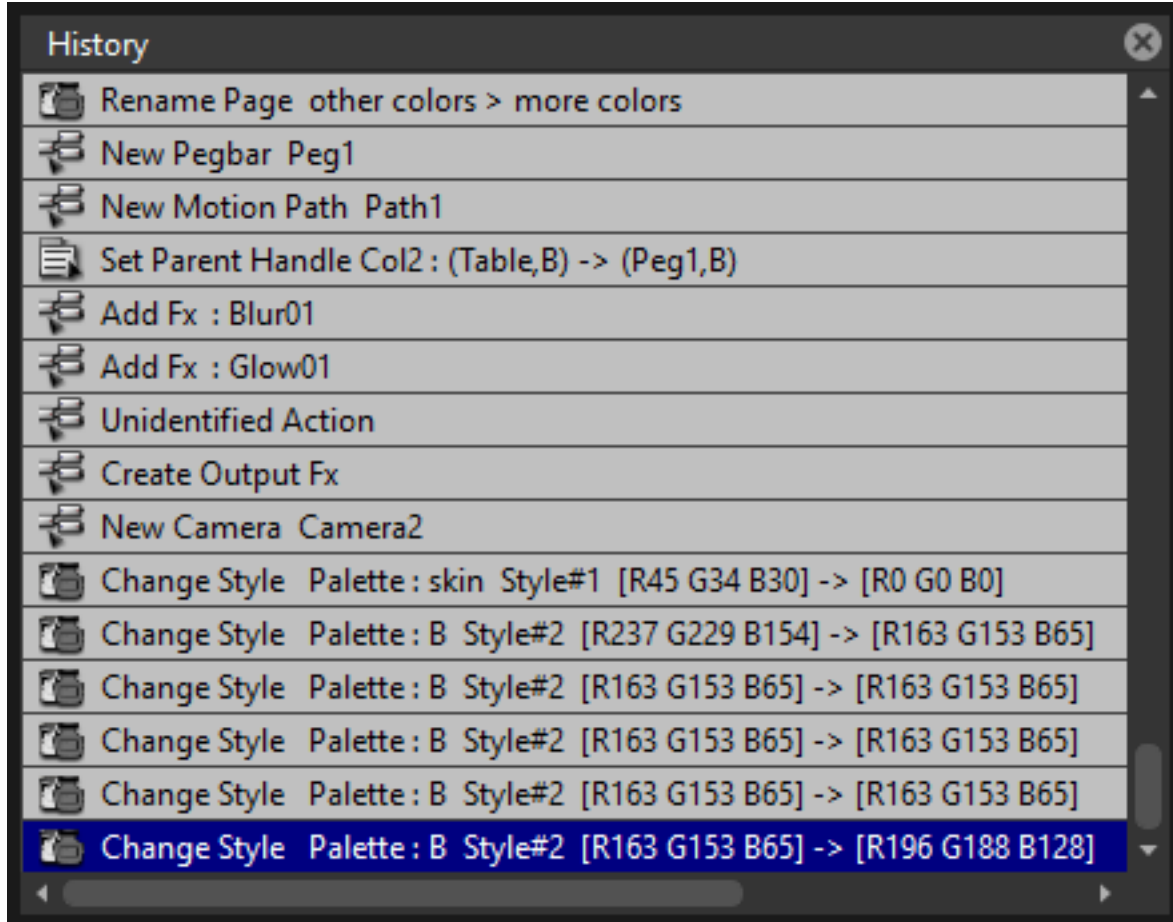 History
Rename Page  other colors > more colors
New Pegbar  Peg1
New Motion Path  Path1
Set Parent Handle Col2 : (Table,B) -> (Peg1,B)
Add Fx  : Blur01
Add Fx  : Glow01
Unidentified Action
Create Output Fx
New Camera  Camera2
Change Style   Palette : skin  Style#1  [R45 G34 B30] -> [R0 G0 B0]
Change Style   Palette : B  Style#2  [R237 G229 B154] -> [R163 G153 B65]
Change Style   Palette : B  Style#2  [R163 G153 B65] -> [R163 G153 B65]
Change Style   Palette : B  Style#2  [R163 G153 B65] -> [R163 G153 B65]
Change Style   Palette : B  Style#2  [R163 G153 B65] -> [R163 G153 B65]
Change Style   Palette : B  Style#2  [R163 G153 B65] -> [R196 G188 B128]